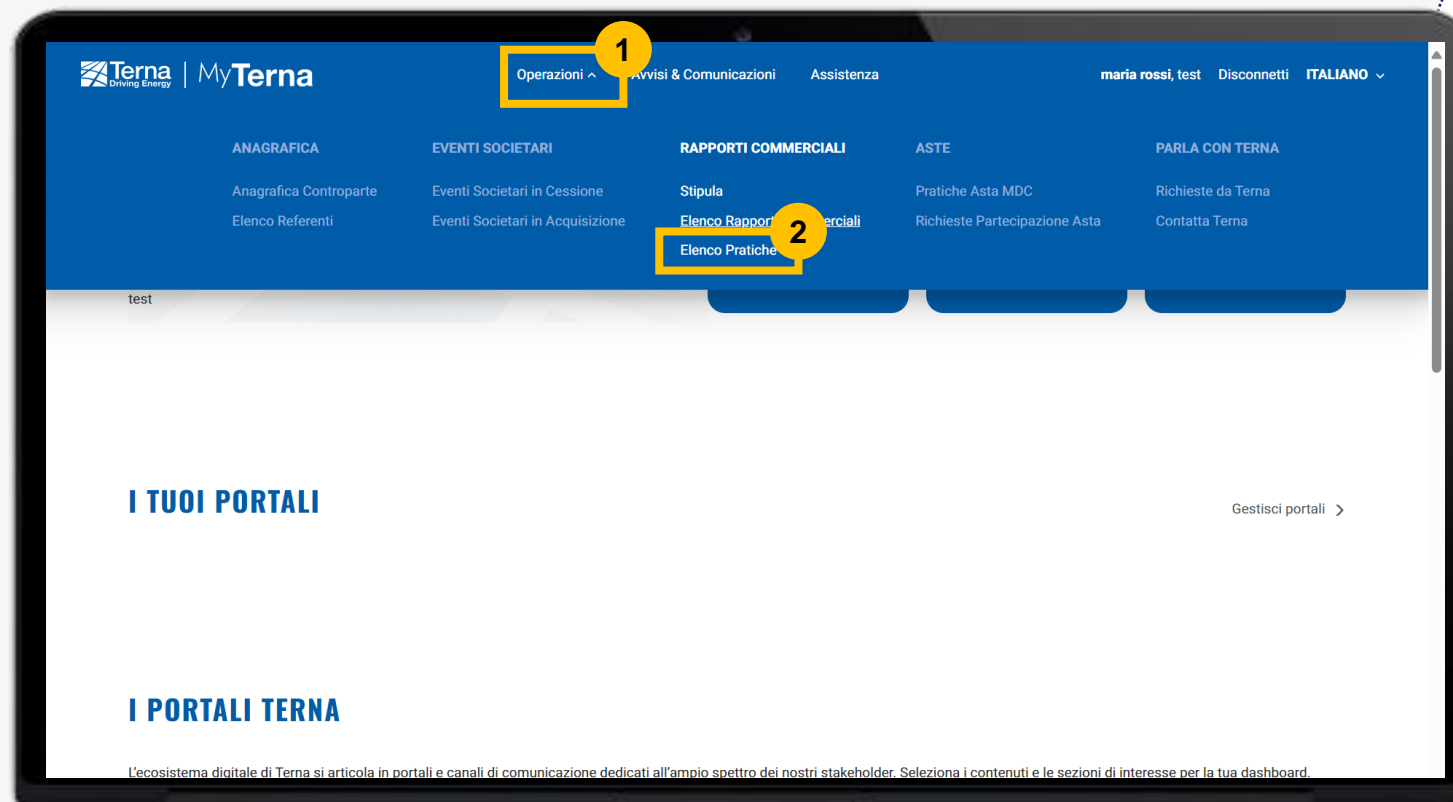 1
Terna
Driving Energy
MyTerna
Operazioni
Avvisi & Comunicazioni
Assistenza
maria rossi, test
Disconnetti
ITALIANO
ANAGRAFICA
Anagrafica Controparte
Elenco Referenti
EVENTI SOCIETARI
Eventi Societari in Cessione
Eventi Societari in Acquisizione
RAPPORTI COMMERCIALI
Stipula
Elenco Rapport erciali
2
Elenco Pratiche
ASTE
Pratiche Asta MDC
Richieste Partecipazione Asta
PARLA CON TERNA
Richieste da Terna
Contatta Terna
test
I TUOI PORTALI
Gestisci portali
I PORTALI TERNA
L'ecosistema digitale di Terna si articola in portali e canali di comunicazione dedicati all'ampio spettro dei nostri stakeholder. Seleziona i contenuti e le sezioni di interesse per la tua dashboard.